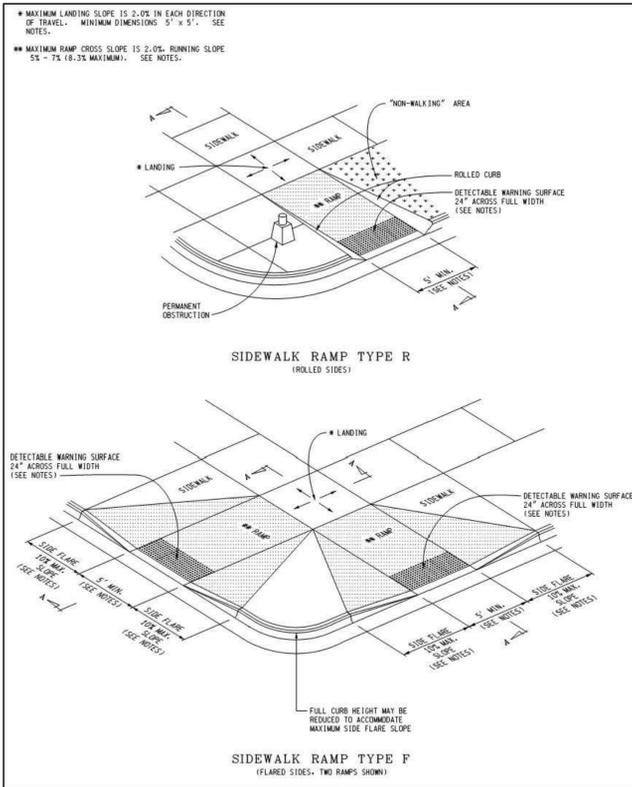 * MAXIMUM LANDING SLOPE IS 2.0% IN EACH DIRECTION
OF TRAVEL. MINIMUM DIMENSIONS 5' x 5'. SEE
NOTES.
** MAXIMUM RAMP CROSS SLOPE IS 2.0%. RUNNING SLOPE
5% - 7% (8.3% MAXIMUM). SEE NOTES.
A
"NON-WALKING" AREA
SIDEWALK
SIDEWALK
* LANDING
ROLLED CURB
** RAMP
DETECTABLE WARNING SURFACE
24" ACROSS FULL WIDTH
(SEE NOTES)
5' MIN.
(SEE NOTES)
A
PERMANENT
OBSTRUCTION
SIDEWALK RAMP TYPE R
(ROLLED SIDES)
* LANDING
DETECTABLE WARNING SURFACE
24" ACROSS FULL WIDTH
(SEE NOTES)
A
A
SIDEWALK
SIDEWALK
DETECTABLE WARNING SURFACE
24" ACROSS FULL WIDTH
(SEE NOTES)
** RAMP
** RAMP
SIDE FLARE
10% MAX.
SLOPE
(SEE NOTES)
5' MIN.
(SEE NOTES)
SIDE FLARE
10% MAX.
SLOPE
(SEE NOTES)
A
SIDE FLARE
10% MAX.
SLOPE
(SEE NOTES)
5' MIN.
(SEE NOTES)
SIDE FLARE
10% MAX.
SLOPE
(SEE NOTES)
A
FULL CURB HEIGHT MAY BE
REDUCED TO ACCOMMODATE
MAXIMUM SIDE FLARE SLOPE
SIDEWALK RAMP TYPE F
(FLARED SIDES, TWO RAMPS SHOWN)